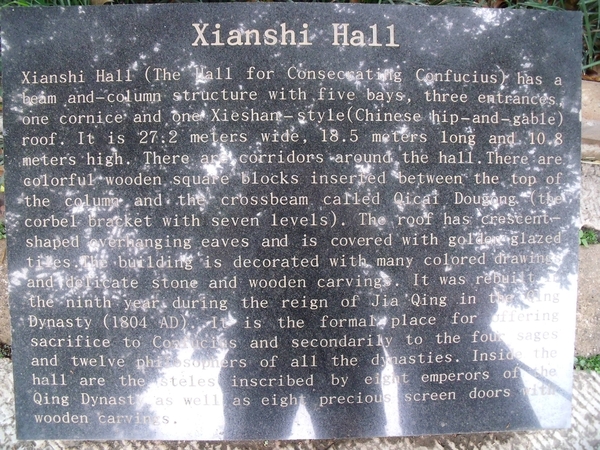 Xianshi Hall
Xianshi Hall (The Hall for Consecrating Confucius) has a
beam and-column structure with five bays, three entrances,
one cornice and one Xieshan-style(Chinese hip-and-gable)
roof. It is 27.2 meters wide, 18.5 meters long and 10.8
meters high. There are corridors around the hall.There are
colorful wooden square blocks inserted between the top of
the column and the crossbeam called Qicai Dougong (the
corbel bracket with seven levels). The roof has crescent-
shaped overhanging eaves and is covered with golden glazed
tiles.The building is decorated with many colored drawings
and delicate stone and wooden carvings. It was rebuilt in
the ninth year during the reign of Jia Qing in the Qing
Dynasty (1804 AD). It is the formal place for offering
sacrifice to Confucius and secondarily to the four sages
and twelve philosophers of all the dynasties. Inside the
hall are the steles inscribed by eight emperors of the
Qing Dynasty as well as eight precious screen doors with
wooden carvings.